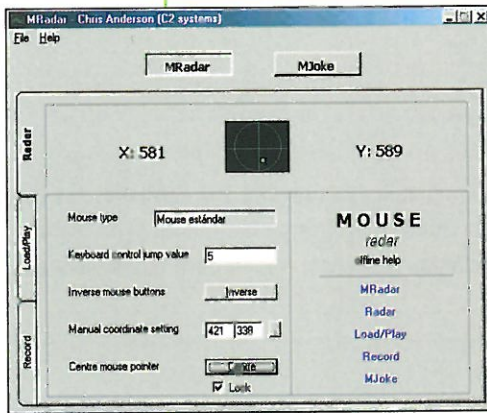 MRadar - Chris Anderson (C2 systems)
File Help
MRadar MJoke
Rader
X: 581 Y: 589
Load/Play
Record
Mouse type Mouse estándar
Keyboard control jump value 5
Inverse mouse buttons Inverse
Manual coordinate setting 421 338 ...
Centre mouse pointer Centre
Lock
MOUSE
radar
offline help
MRadar
Radar
Load/Play
Record
MJoke